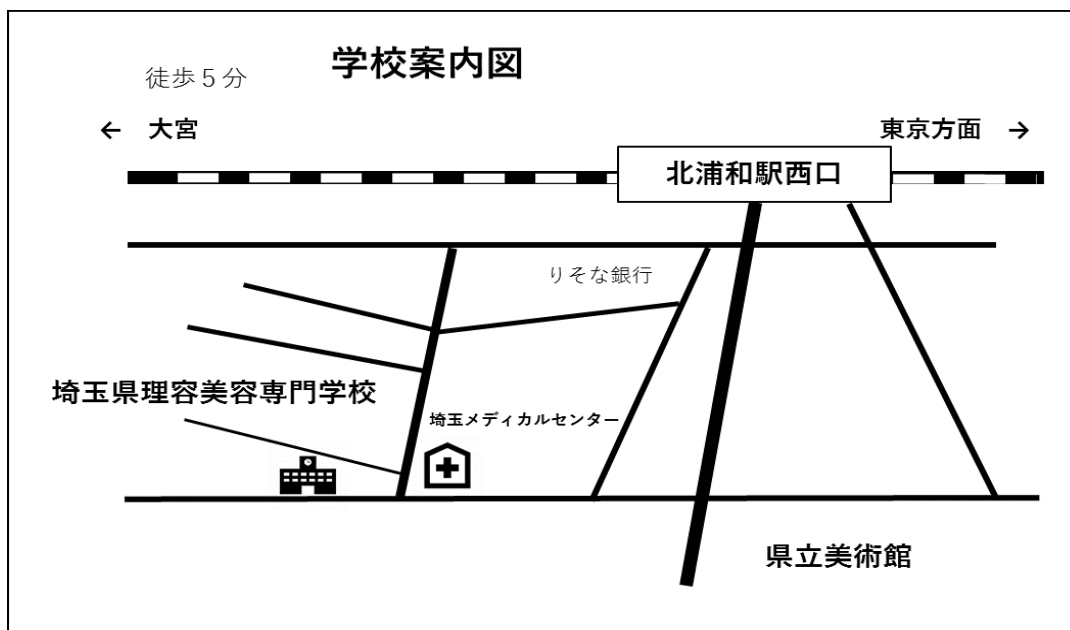 学校案内図
徒歩5分
← 大宮
東京方面 →
北浦和駅西口
りそな銀行
埼玉県理容美容専門学校
埼玉メディカルセンター
県立美術館